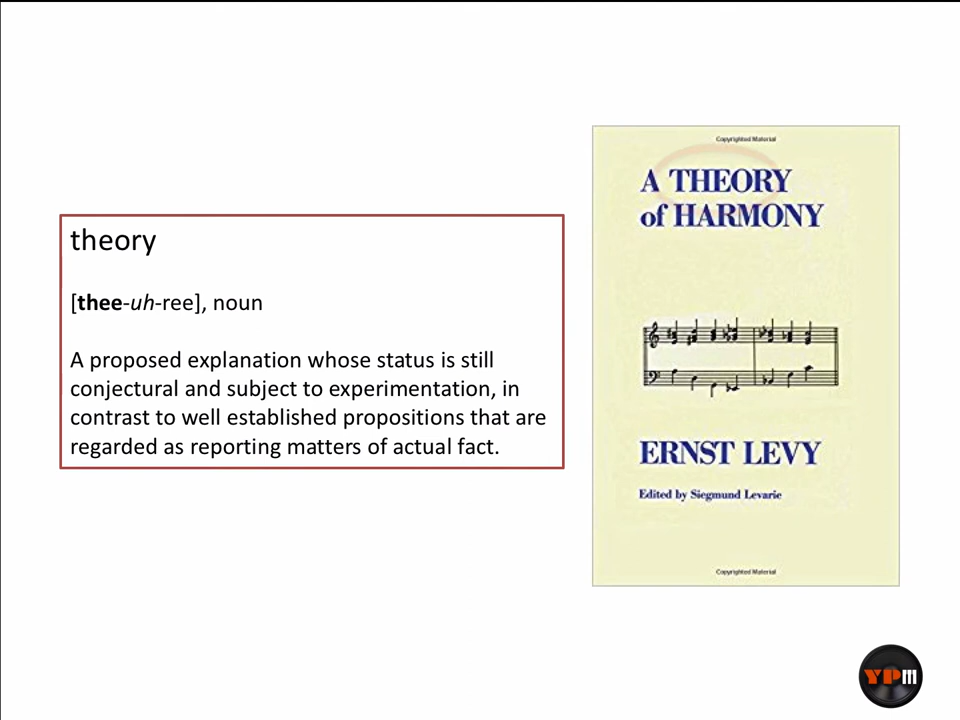 theory
[thee-uh-ree], noun
A proposed explanation whose status is still
conjectural and subject to experimentation, in
contrast to well established propositions that are
regarded as reporting matters of actual fact.
Copyrighted Material
A THEORY
of HARMONY
ERNST LEVY
Edited by Siegmund Levarie
Copyrighted Material
YPM